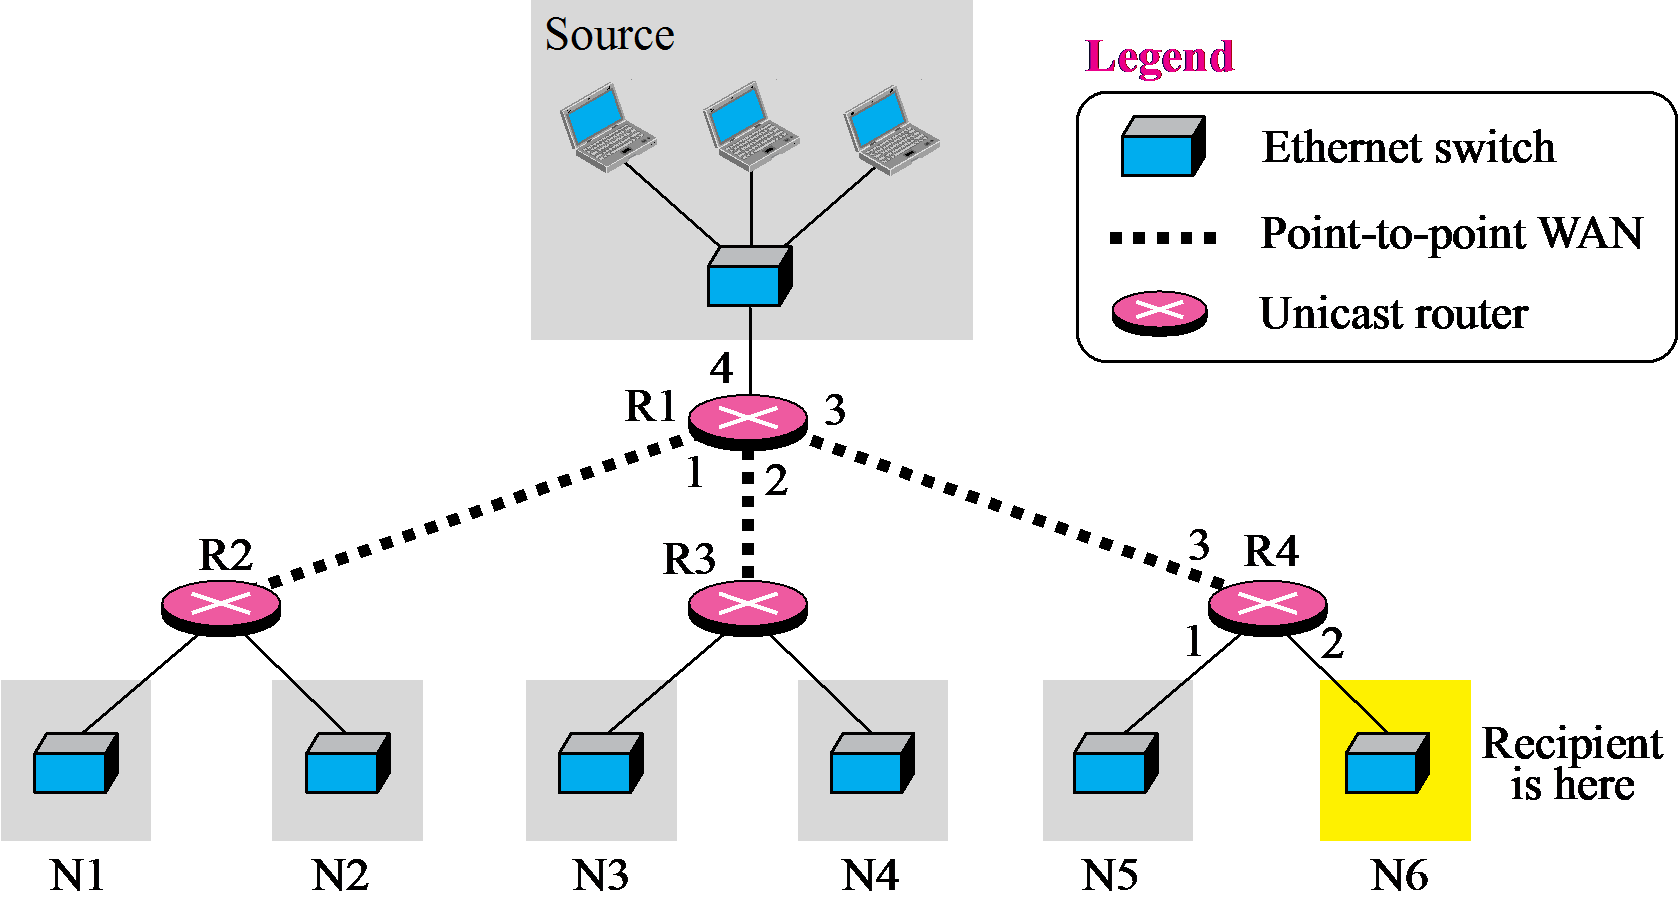 Source
Legend
Ethernet switch
Point-to-point WAN
Unicast router
4
R1
3
1
2
R2
R3
3
R4
1
2
Recipient
is here
N1
N2
N3
N4
N5
N6